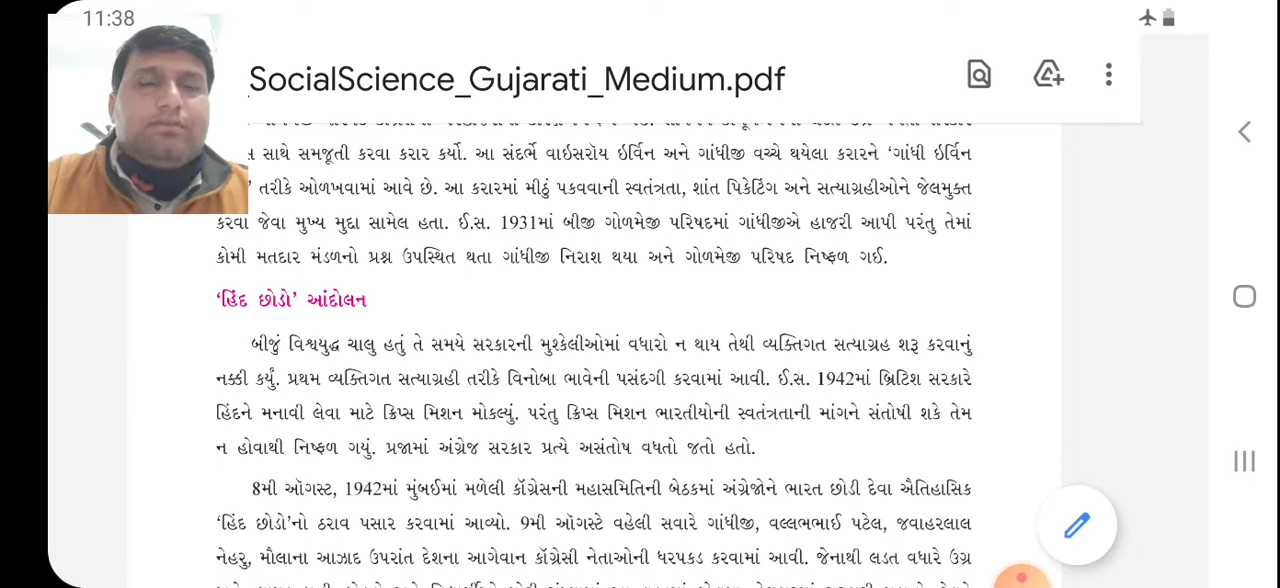 11:38
_SocialScience_Gujarati_Medium.pdf
સાથે સમજૂતી કરવા કરાર કર્યો. આ સંદર્ભે વાઇસરૉય ઇર્વિન અને ગાંધીજી વચ્ચે થયેલા કરારને ‘ગાંધી ઇર્વિન
’ તરીકે ઓળખવામાં આવે છે. આ કરારમાં મીઠું પકવવાની સ્વતંત્રતા, શાંત પિકેટિંગ અને સત્યાગ્રહીઓને જેલમુક્ત
કરવા જેવા મુખ્ય મુદ્દા સામેલ હતા. ઈ.સ. 1931માં બીજી ગોળમેજી પરિષદમાં ગાંધીજીએ હાજરી આપી પરંતુ તેમાં
કોમી મતદાર મંડળનો પ્રશ્ન ઉપસ્થિત થતા ગાંધીજી નિરાશ થયા અને ગોળમેજી પરિષદ નિષ્ફળ ગઈ.
‘હિંદ છોડો’ આંદોલન
બીજું વિશ્વયુદ્ધ ચાલુ હતું તે સમયે સરકારની મુશ્કેલીઓમાં વધારો ન થાય તેથી વ્યક્તિગત સત્યાગ્રહ શરૂ કરવાનું
નક્કી કર્યું. પ્રથમ વ્યક્તિગત સત્યાગ્રહી તરીકે વિનોબા ભાવેની પસંદગી કરવામાં આવી. ઈ.સ. 1942માં બ્રિટિશ સરકારે
હિંદને મનાવી લેવા માટે ક્રિપ્સ મિશન મોકલ્યું. પરંતુ ક્રિપ્સ મિશન ભારતીયોની સ્વતંત્રતાની માંગને સંતોષી શકે તેમ
ન હોવાથી નિષ્ફળ ગયું. પ્રજામાં અંગ્રેજ સરકાર પ્રત્યે અસંતોષ વધતો જતો હતો.
8મી ઑગસ્ટ, 1942માં મુંબઈમાં મળેલી કૉંગ્રેસની મહાસમિતિની બેઠકમાં અંગ્રેજોને ભારત છોડી દેવા ઐતિહાસિક
‘હિંદ છોડો’નો ઠરાવ પસાર કરવામાં આવ્યો. 9મી ઑગસ્ટે વહેલી સવારે ગાંધીજી, વલ્લભભાઈ પટેલ, જવાહરલાલ
નેહરુ, મૌલાના આઝાદ ઉપરાંત દેશના આગેવાન કૉંગ્રેસી નેતાઓની ધરપકડ કરવામાં આવી. જેનાથી લડત વધારે ઉગ્ર